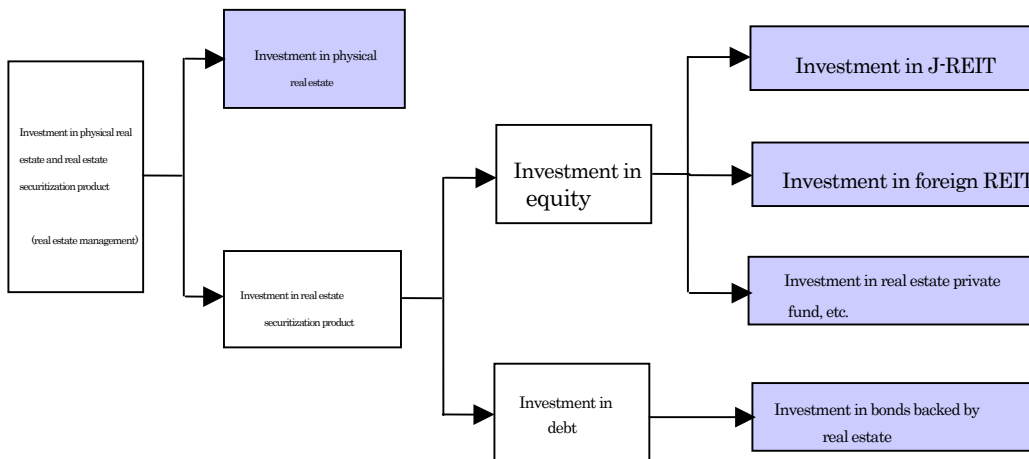 Investment in physical real
estate and real estate
securitization product
(real estate management)
Investment in physical
real estate
Investment in real estate
securitization product
Investment in
equity
Investment in
debt
Investment in J-REIT
Investment in foreign REIT
Investment in real estate private
fund, etc.
Investment in bonds backed by
real estate